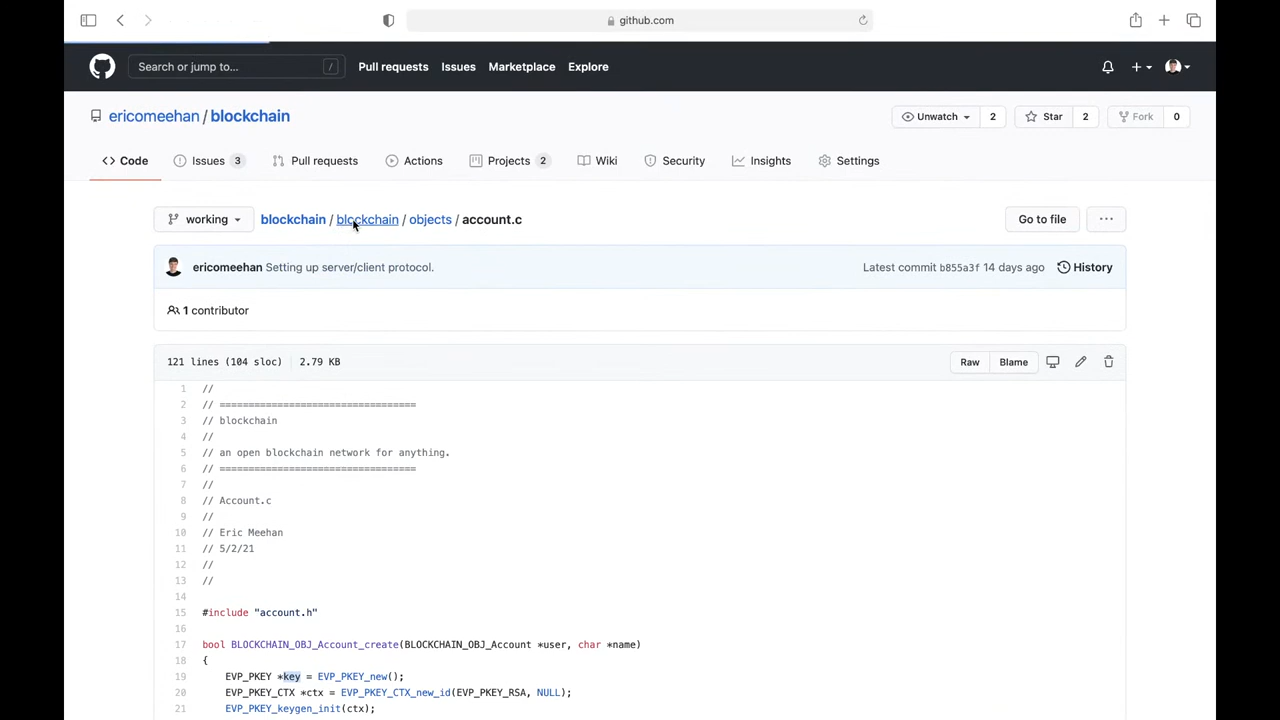 github.com
Search or jump to... /
Pull requests Issues Marketplace Explore
ericomeehan / blockchain
Unwatch 2 Star 2 Fork 0
Code Issues 3 Pull requests Actions Projects 2 Wiki Security Insights Settings
working blockchain / blockchain / objects / account.c Go to file ...
ericomeehan Setting up server/client protocol. Latest commit b855a3f 14 days ago History
1 contributor
121 lines (104 sloc) 2.79 KB Raw Blame
1 //
2 // ==================================
3 // blockchain
4 //
5 // an open blockchain network for anything.
6 // ==================================
7 //
8 // Account.c
9 //
10 // Eric Meehan
11 // 5/2/21
12 //
13 //
14
15 #include "account.h"
16
17 bool BLOCKCHAIN_OBJ_Account_create(BLOCKCHAIN_OBJ_Account *user, char *name)
18 {
19 EVP_PKEY *key = EVP_PKEY_new();
20 EVP_PKEY_CTX *ctx = EVP_PKEY_CTX_new_id(EVP_PKEY_RSA, NULL);
21 EVP_PKEY_keygen_init(ctx);